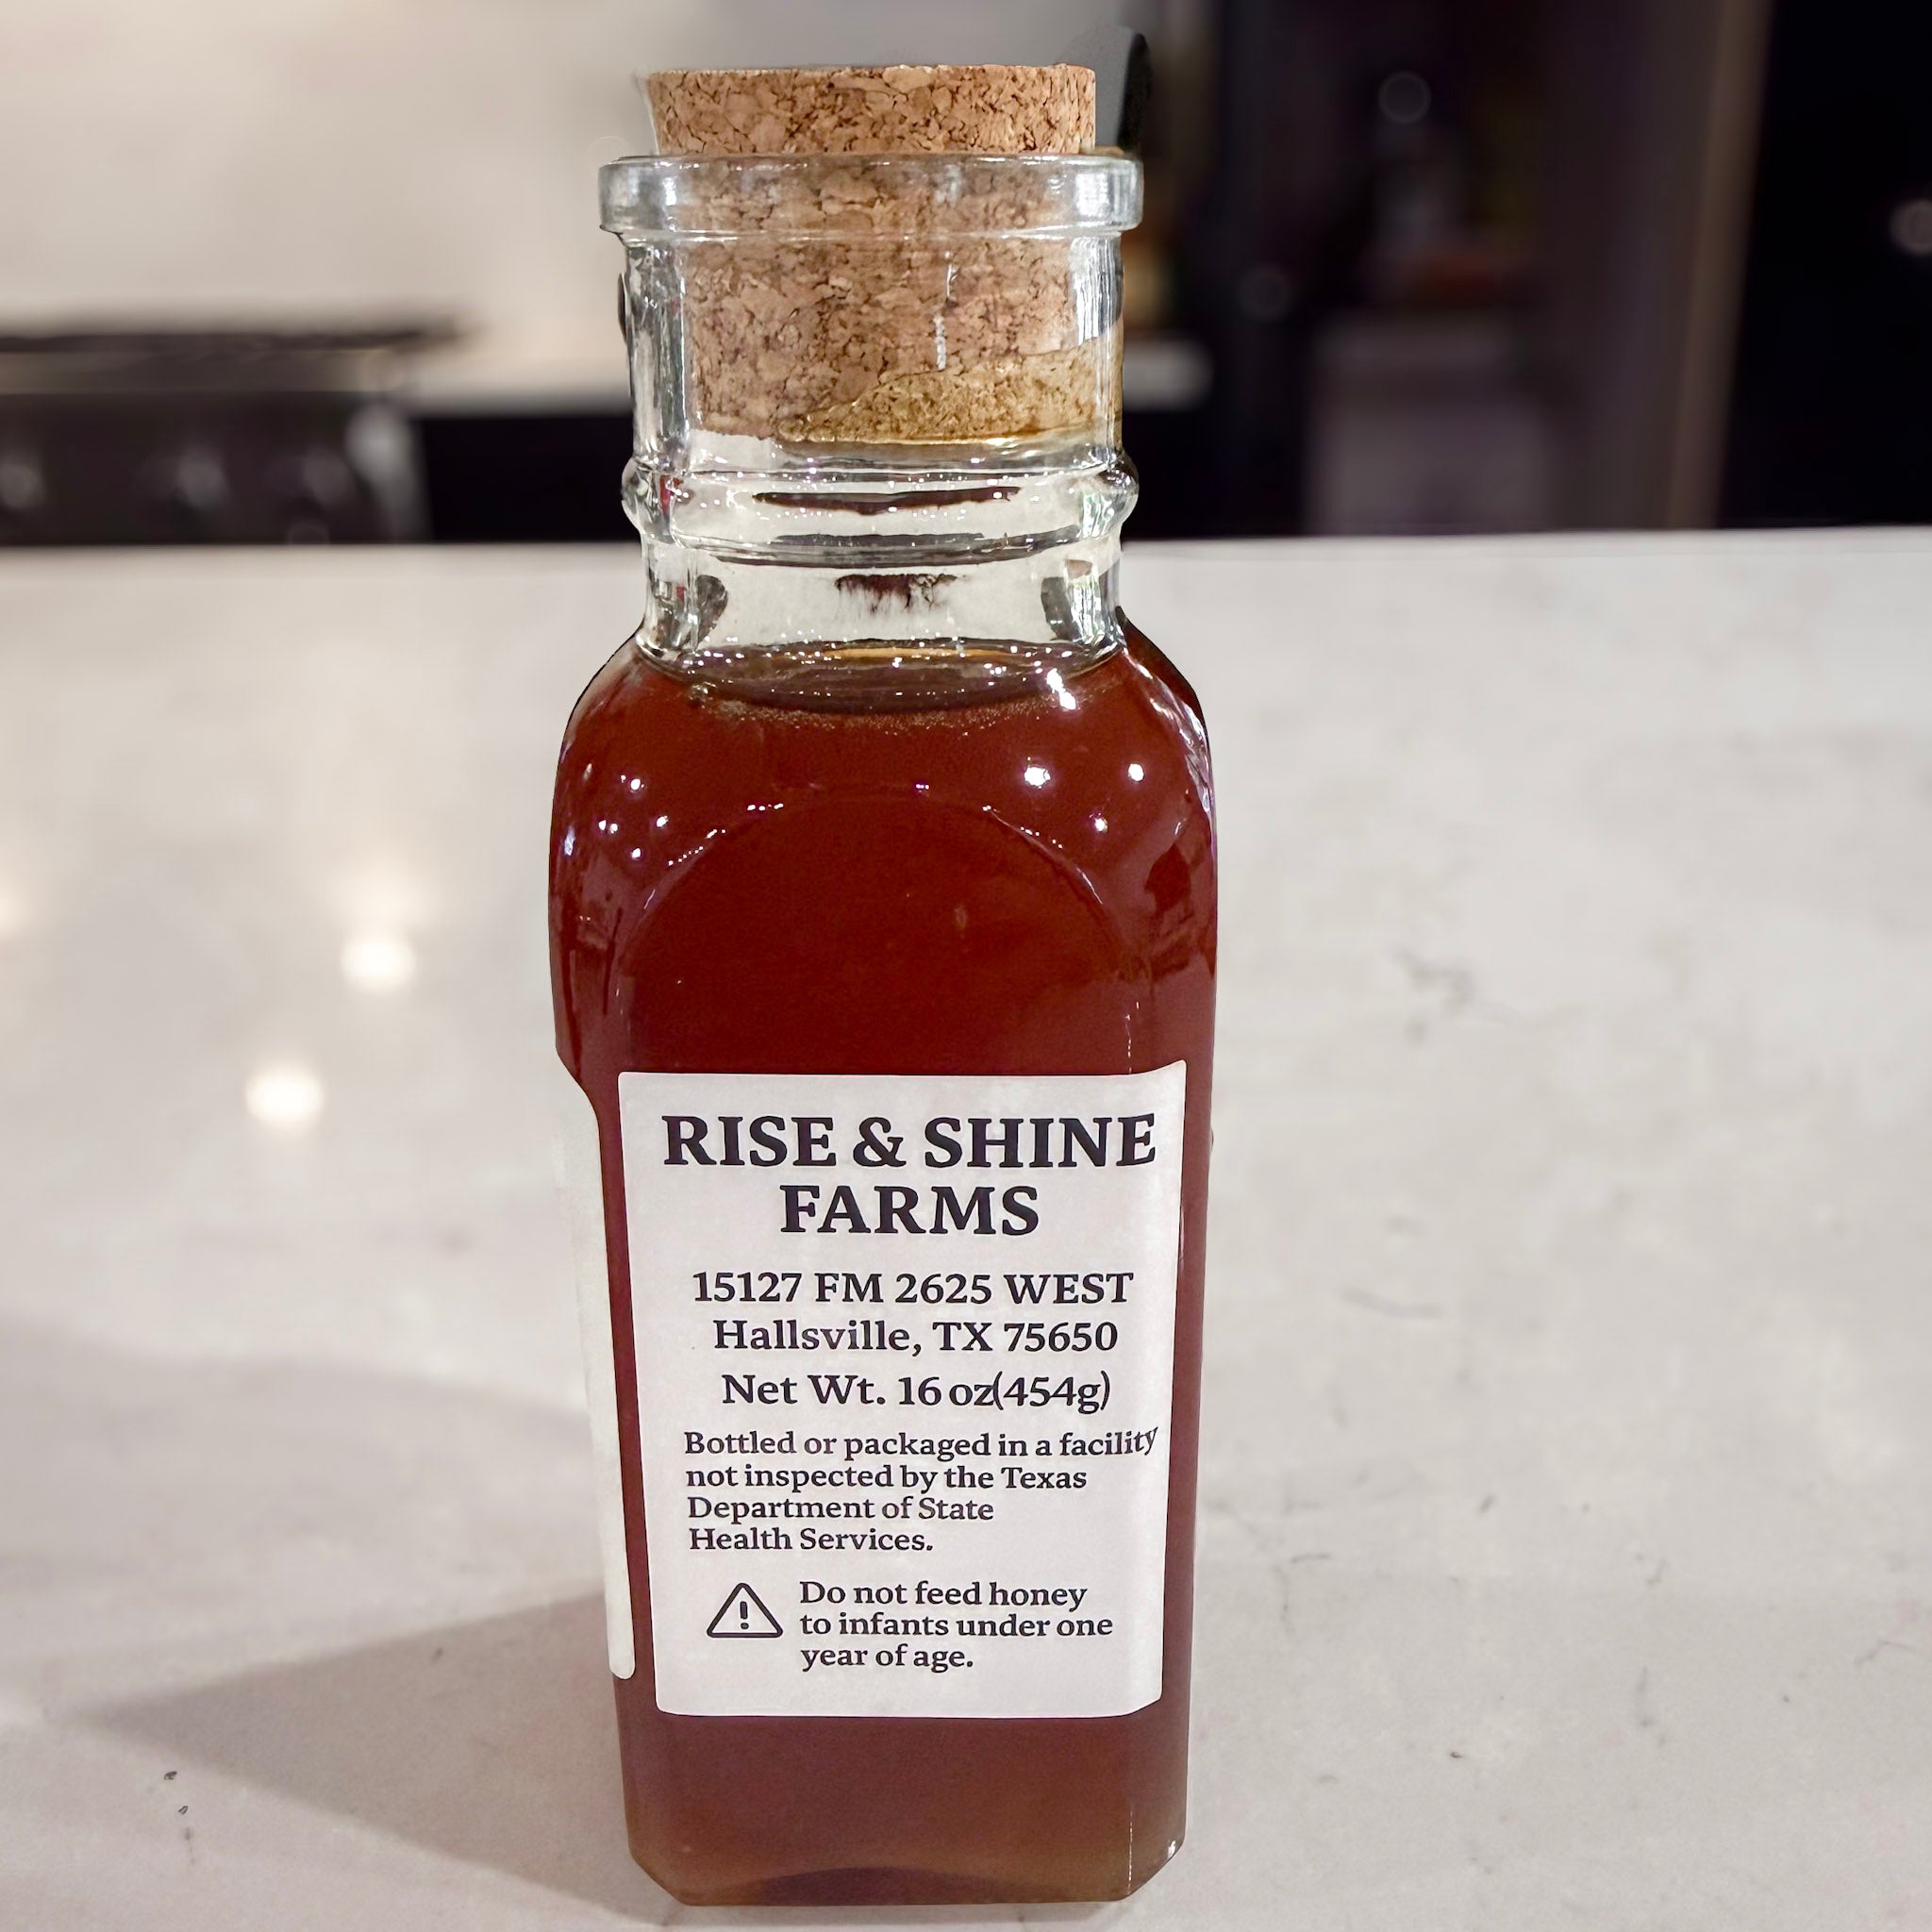 RISE & SHINE
FARMS
15127 FM 2625 WEST
Hallsville, TX 75650
Net Wt. 16 oz(454g)
Bottled or packaged in a facility
not inspected by the Texas
Department of State
Health Services.
Do not feed honey
to infants under one
year of age.